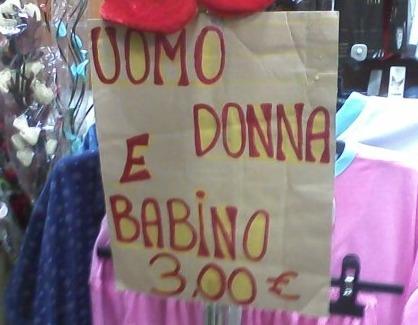 UOMO
DONNA
E
BABiNO
3,00 €